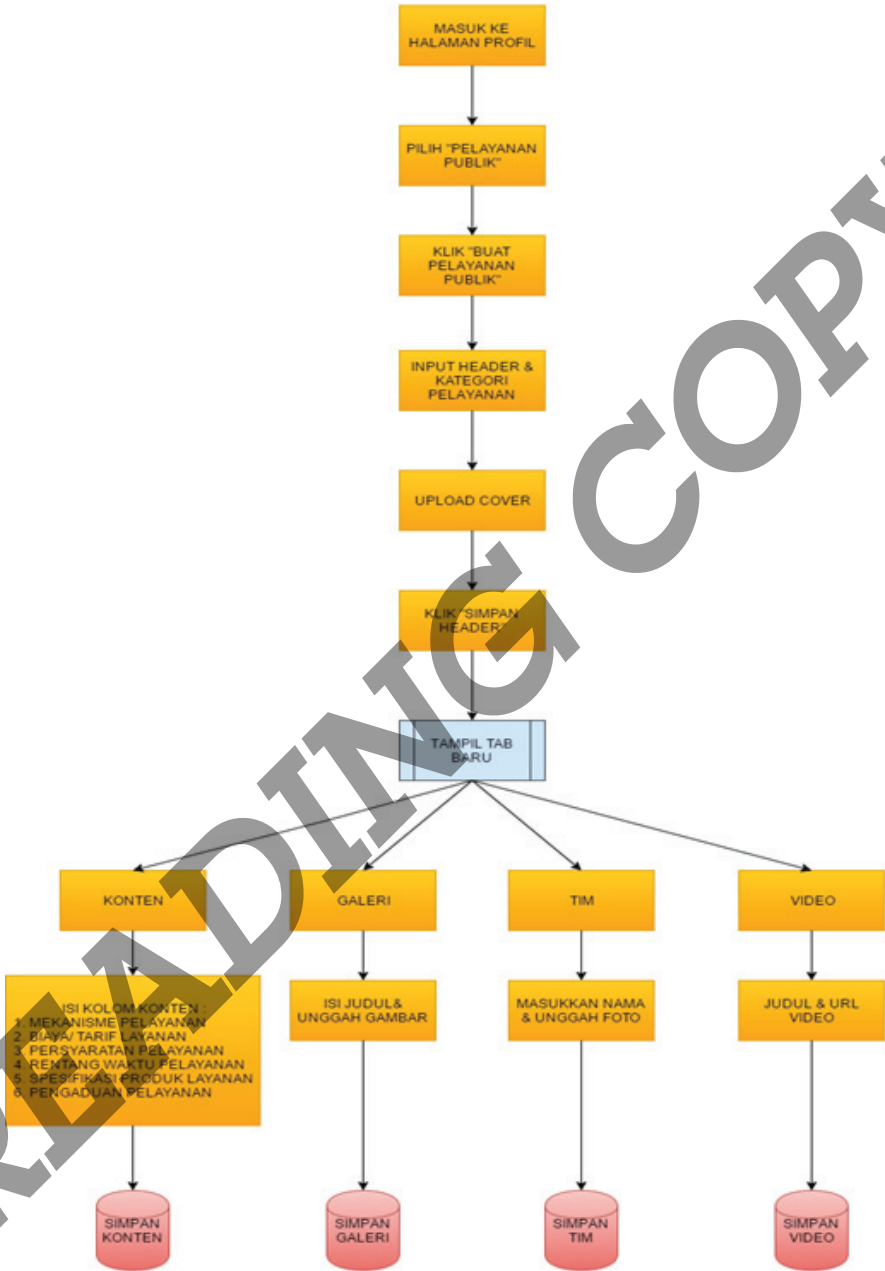 MASUK KE
HALAMAN PROFIL
PILIH "PELAYANAN
PUBLIK"
KLIK "BUAT
PELAYANAN
PUBLIK"
INPUT HEADER &
KATEGORI
PELAYANAN
UPLOAD COVER
KLIK "SIMPAN
HEADER"
TAMPIL TAB
BARU
KONTEN
GALERI
TIM
VIDEO
ISI KOLOM KONTEN :
1. MEKANISME PELAYANAN
2. BIAYA/ TARIF LAYANAN
3. PERSYARATAN PELAYANAN
4. RENTANG WAKTU PELAYANAN
5. SPESIFIKASI PRODUK LAYANAN
6. PENGADUAN PELAYANAN
ISI JUDUL&
UNGGAH GAMBAR
MASUKKAN NAMA
& UNGGAH FOTO
JUDUL & URL
VIDEO
SIMPAN
KONTEN
SIMPAN
GALERI
SIMPAN
TIM
SIMPAN
VIDEO
READING COPY